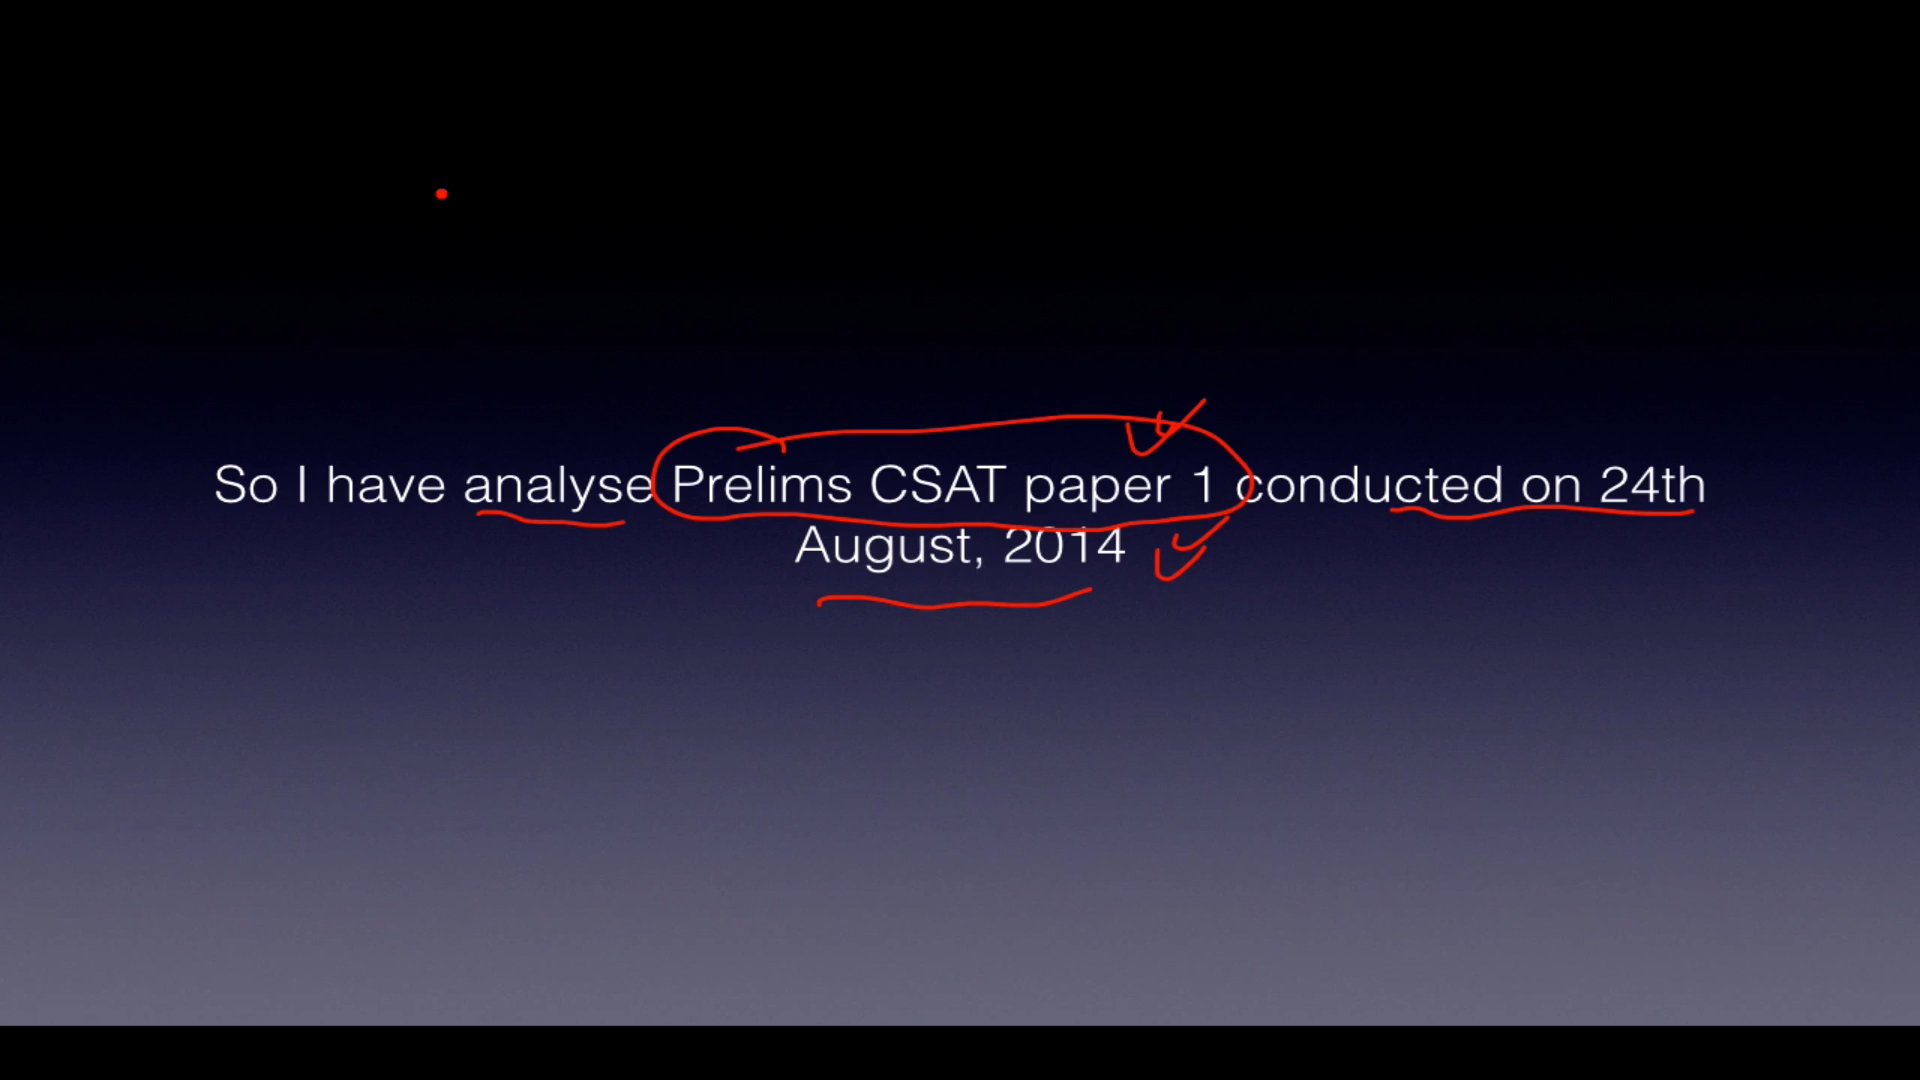 So I have analyse Prelims CSAT paper 1 conducted on 24th
August, 2014